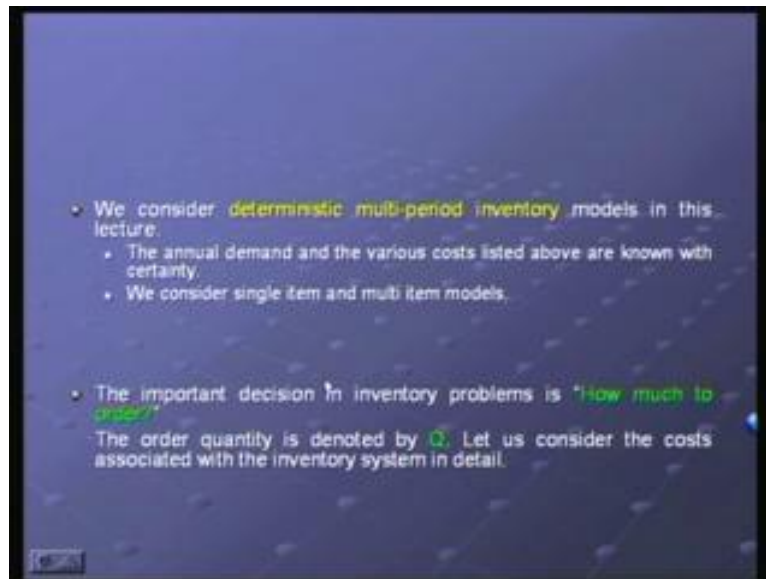 We consider deterministic multi-period inventory models in this
lecture.
The annual demand and the various costs listed above are known with
certainty.
We consider single item and multi item models.
The important decision in inventory problems is "How much to
order?"
The order quantity is denoted by Q. Let us consider the costs
associated with the inventory system in detail.